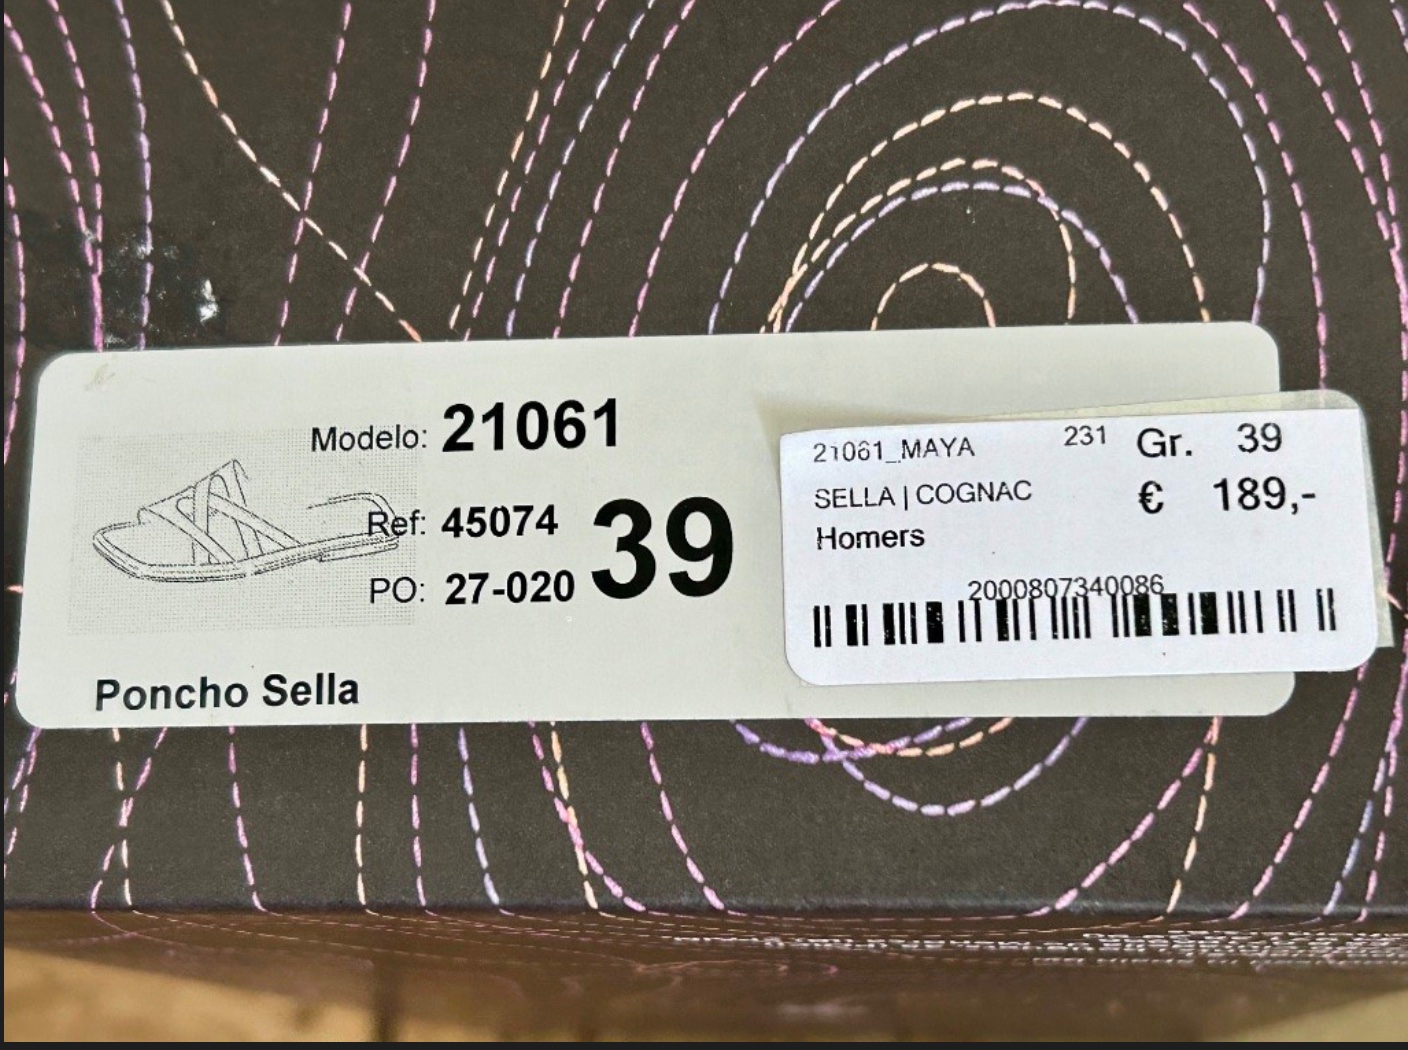 Modelo: 21061
Ref: 45074
PO: 27-020
39
Poncho Sella
21061_MAYA 231 Gr. 39
SELLA | COGNAC € 189,-
Homers
2000807340086